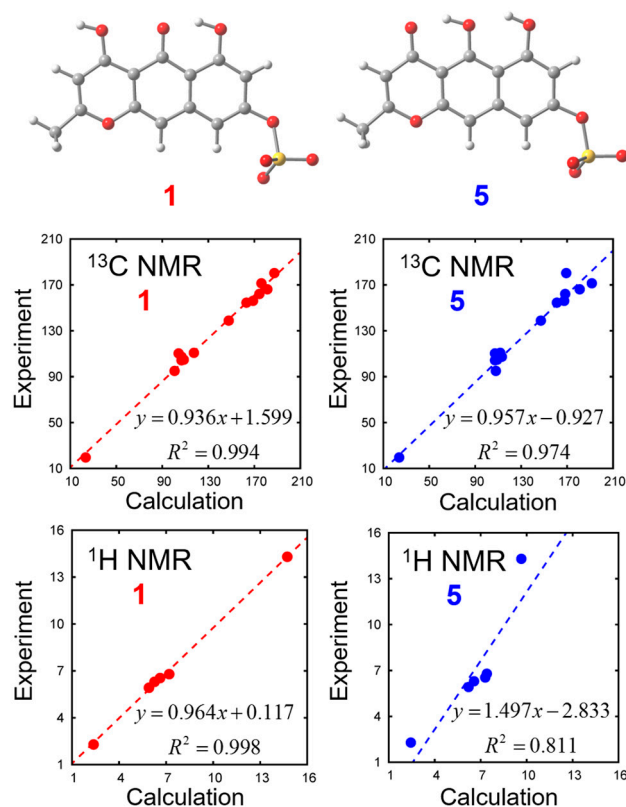 1
5
210
170
130
90
50
10
Experiment
¹³C NMR
1
y = 0.936x + 1.599
R² = 0.994
10 50 90 130 170 210
Calculation
210
170
130
90
50
10
Experiment
¹³C NMR
5
y = 0.957x − 0.927
R² = 0.974
10 50 90 130 170 210
Calculation
16
13
10
7
4
1
Experiment
¹H NMR
1
y = 0.964x + 0.117
R² = 0.998
1 4 7 10 13 16
Calculation
16
13
10
7
4
1
Experiment
¹H NMR
5
y = 1.497x − 2.833
R² = 0.811
1 4 7 10 13 16
Calculation